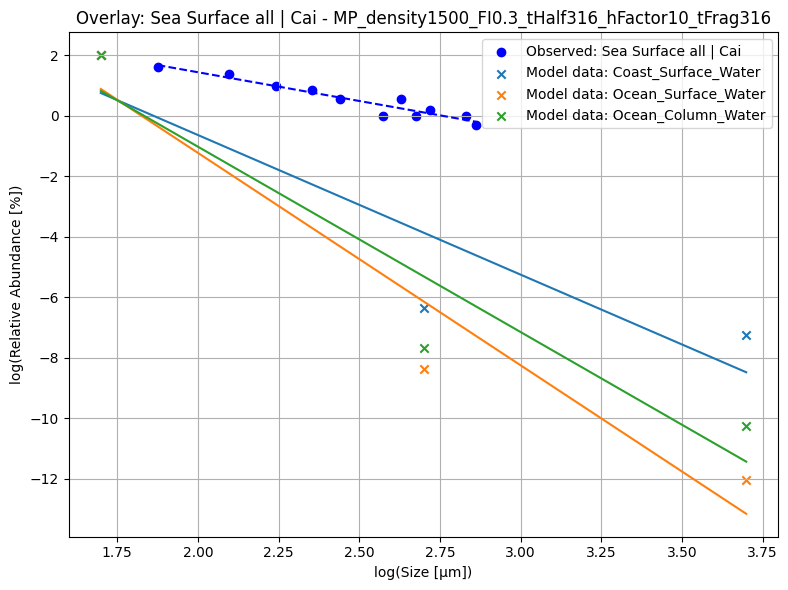 Overlay: Sea Surface all | Cai - MP_density1500_FI0.3_tHalf316_hFactor10_tFrag316
Observed: Sea Surface all | Cai
Model data: Coast_Surface_Water
Model data: Ocean_Surface_Water
Model data: Ocean_Column_Water
log(Relative Abundance [%])
2
0
−2
−4
−6
−8
−10
−12
1.75
2.00
2.25
2.50
2.75
3.00
3.25
3.50
3.75
log(Size [μm])